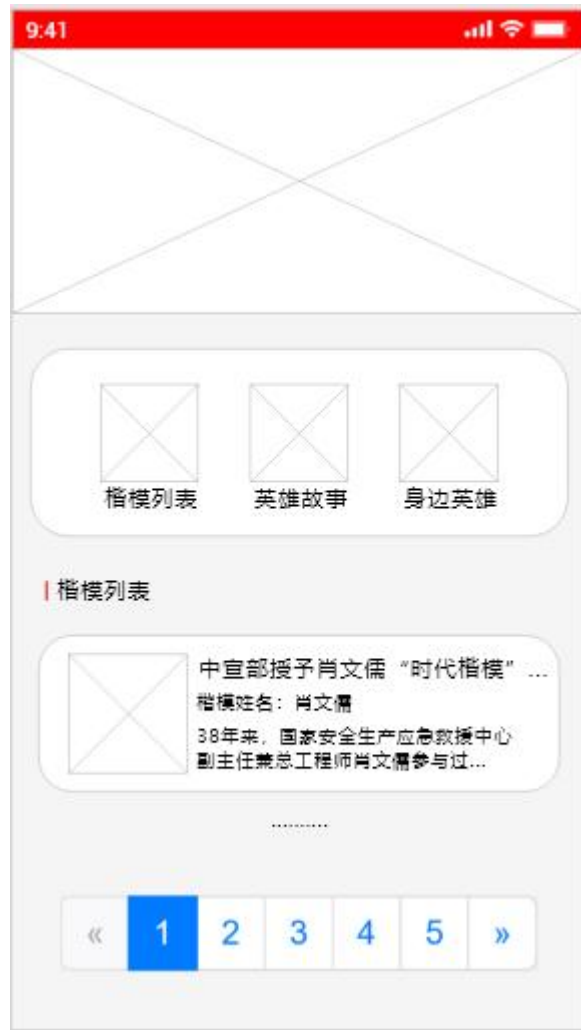 9:41
楷模列表 英雄故事 身边英雄
楷模列表
中宣部授予肖文儒“时代楷模”...
楷模姓名：肖文儒
38年来，国家安全生产应急救援中心
副主任兼总工程师肖文儒参与过...
..........
« 1 2 3 4 5 »